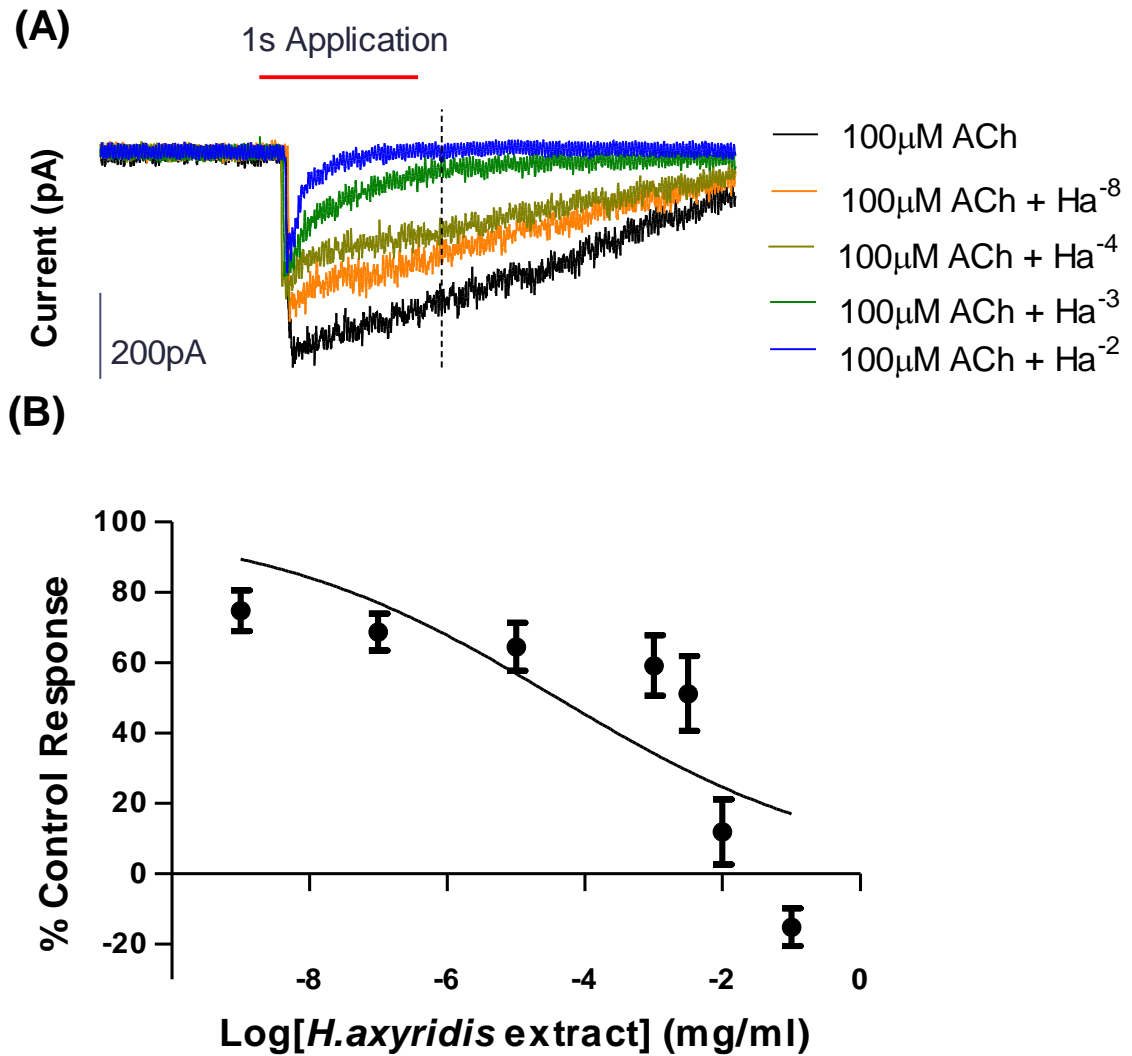 (A)
1s Application
Current (pA)
200pA
100μM ACh
100μM ACh + Ha⁻⁸
100μM ACh + Ha⁻⁴
100μM ACh + Ha⁻³
100μM ACh + Ha⁻²
(B)
% Control Response
100
80
60
40
20
0
-20
-8 -6 -4 -2 0
Log[H.axyridis extract] (mg/ml)